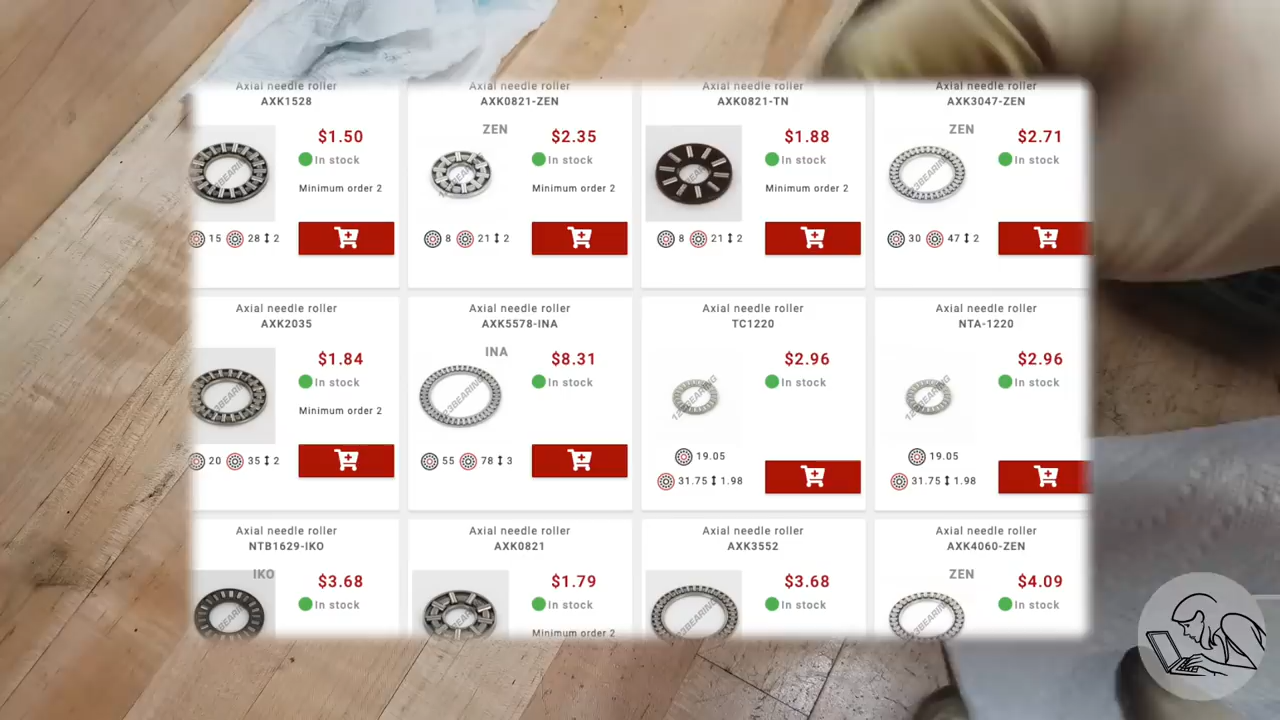 Axial needle roller
AXK1528
$1.50
In stock
Minimum order 2
15 28 2
Axial needle roller
AXK0821-ZEN
ZEN
$2.35
In stock
Minimum order 2
8 21 2
Axial needle roller
AXK0821-TN
$1.88
In stock
Minimum order 2
8 21 2
Axial needle roller
AXK3047-ZEN
ZEN
$2.71
In stock
30 47 2
Axial needle roller
AXK2035
$1.84
In stock
Minimum order 2
20 35 2
Axial needle roller
AXK5578-INA
INA
$8.31
In stock
55 78 3
Axial needle roller
TC1220
123BEARING
$2.96
In stock
19.05
31.75 1.98
Axial needle roller
NTA-1220
123BEARING
$2.96
In stock
19.05
31.75 1.98
Axial needle roller
NTB1629-IKO
IKO
$3.68
In stock
Axial needle roller
AXK0821
$1.79
In stock
Minimum order 2
Axial needle roller
AXK3552
$3.68
In stock
Axial needle roller
AXK4060-ZEN
ZEN
$4.09
In stock